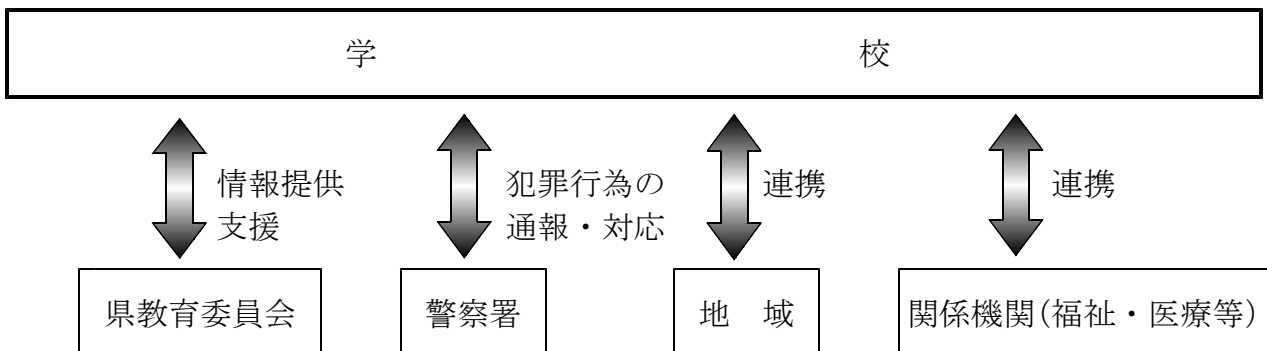 学　校
情報提供
支援
犯罪行為の
通報・対応
連携
連携
県教育委員会
警察署
地　域
関係機関(福祉・医療等)